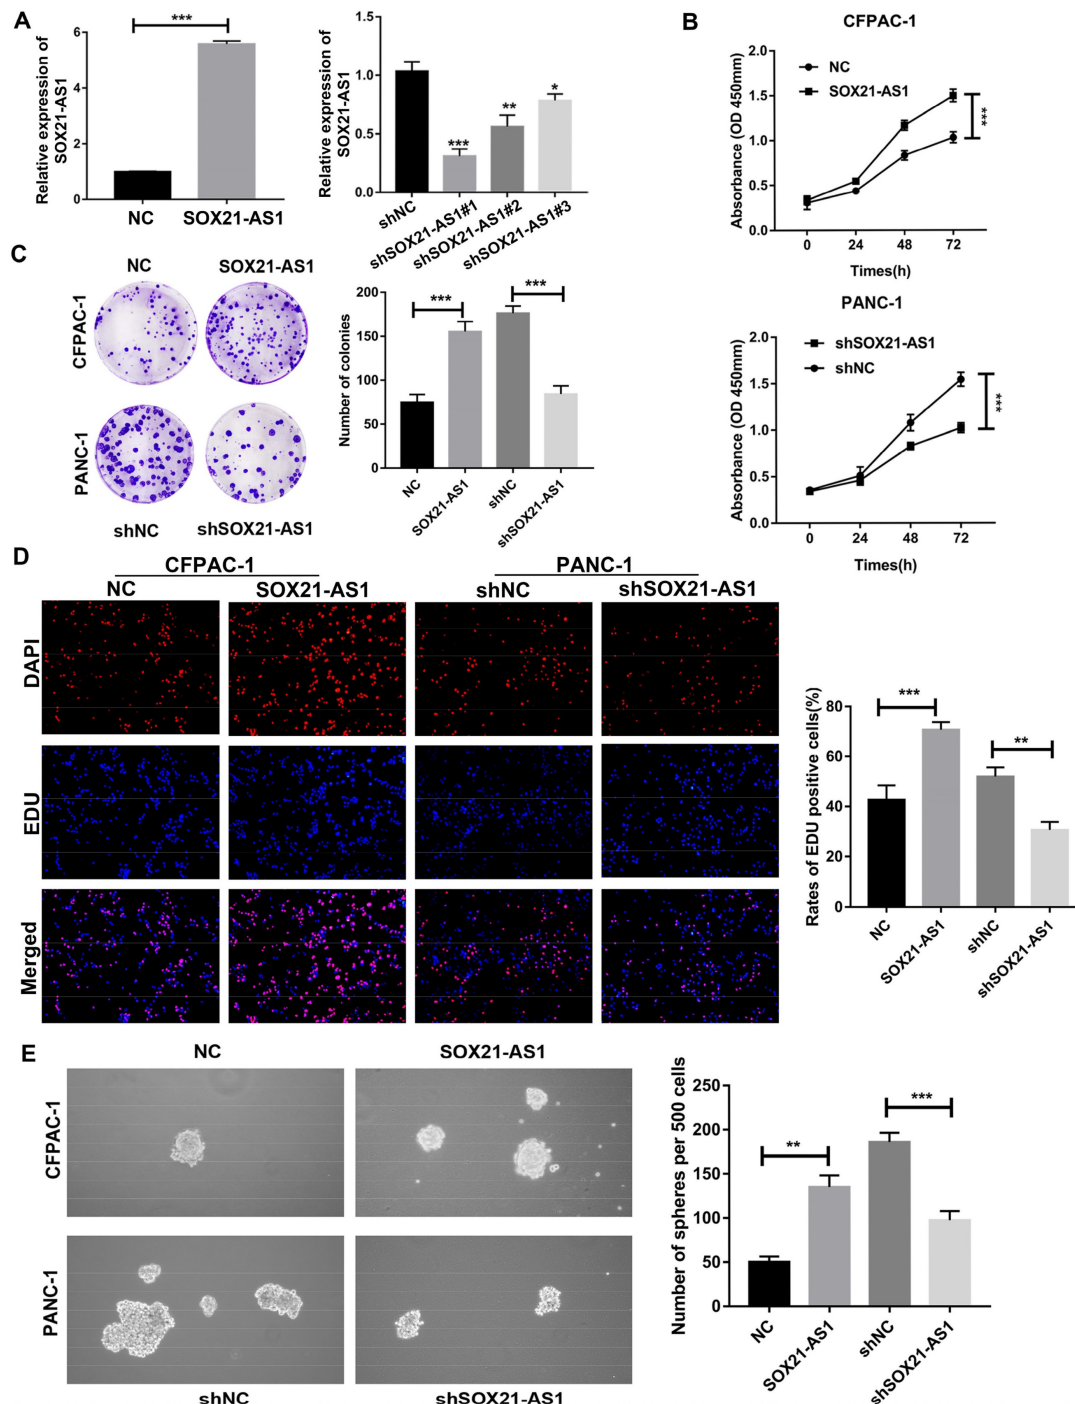 A
***
Relative expression of
SOX21-AS1
6
4
2
0
NC
SOX21-AS1
Relative expression of
SOX21-AS1
1.5
1.0
0.5
0.0
***
**
*
shNC
shSOX21-AS1#1
shSOX21-AS1#2
shSOX21-AS1#3
B
CFPAC-1
Absorbance (OD 450mm)
2.0
1.5
1.0
0.5
0.0
NC
SOX21-AS1
***
0 24 48 72
Times(h)
PANC-1
Absorbance (OD 450mm)
2.0
1.5
1.0
0.5
0.0
shSOX21-AS1
shNC
***
0 24 48 72
Times(h)
C
NC
SOX21-AS1
CFPAC-1
PANC-1
shNC
shSOX21-AS1
Number of colonies
200
150
100
50
0
***
***
NC
SOX21-AS1
shNC
shSOX21-AS1
D
CFPAC-1
PANC-1
NC
SOX21-AS1
shNC
shSOX21-AS1
DAPI
EDU
Merged
Rates of EDU positive cells(%)
80
60
40
20
0
***
**
NC
SOX21-AS1
shNC
shSOX21-AS1
E
NC
SOX21-AS1
CFPAC-1
PANC-1
shNC
shSOX21-AS1
Number of spheres per 500 cells
250
200
150
100
50
0
**
***
NC
SOX21-AS1
shNC
shSOX21-AS1